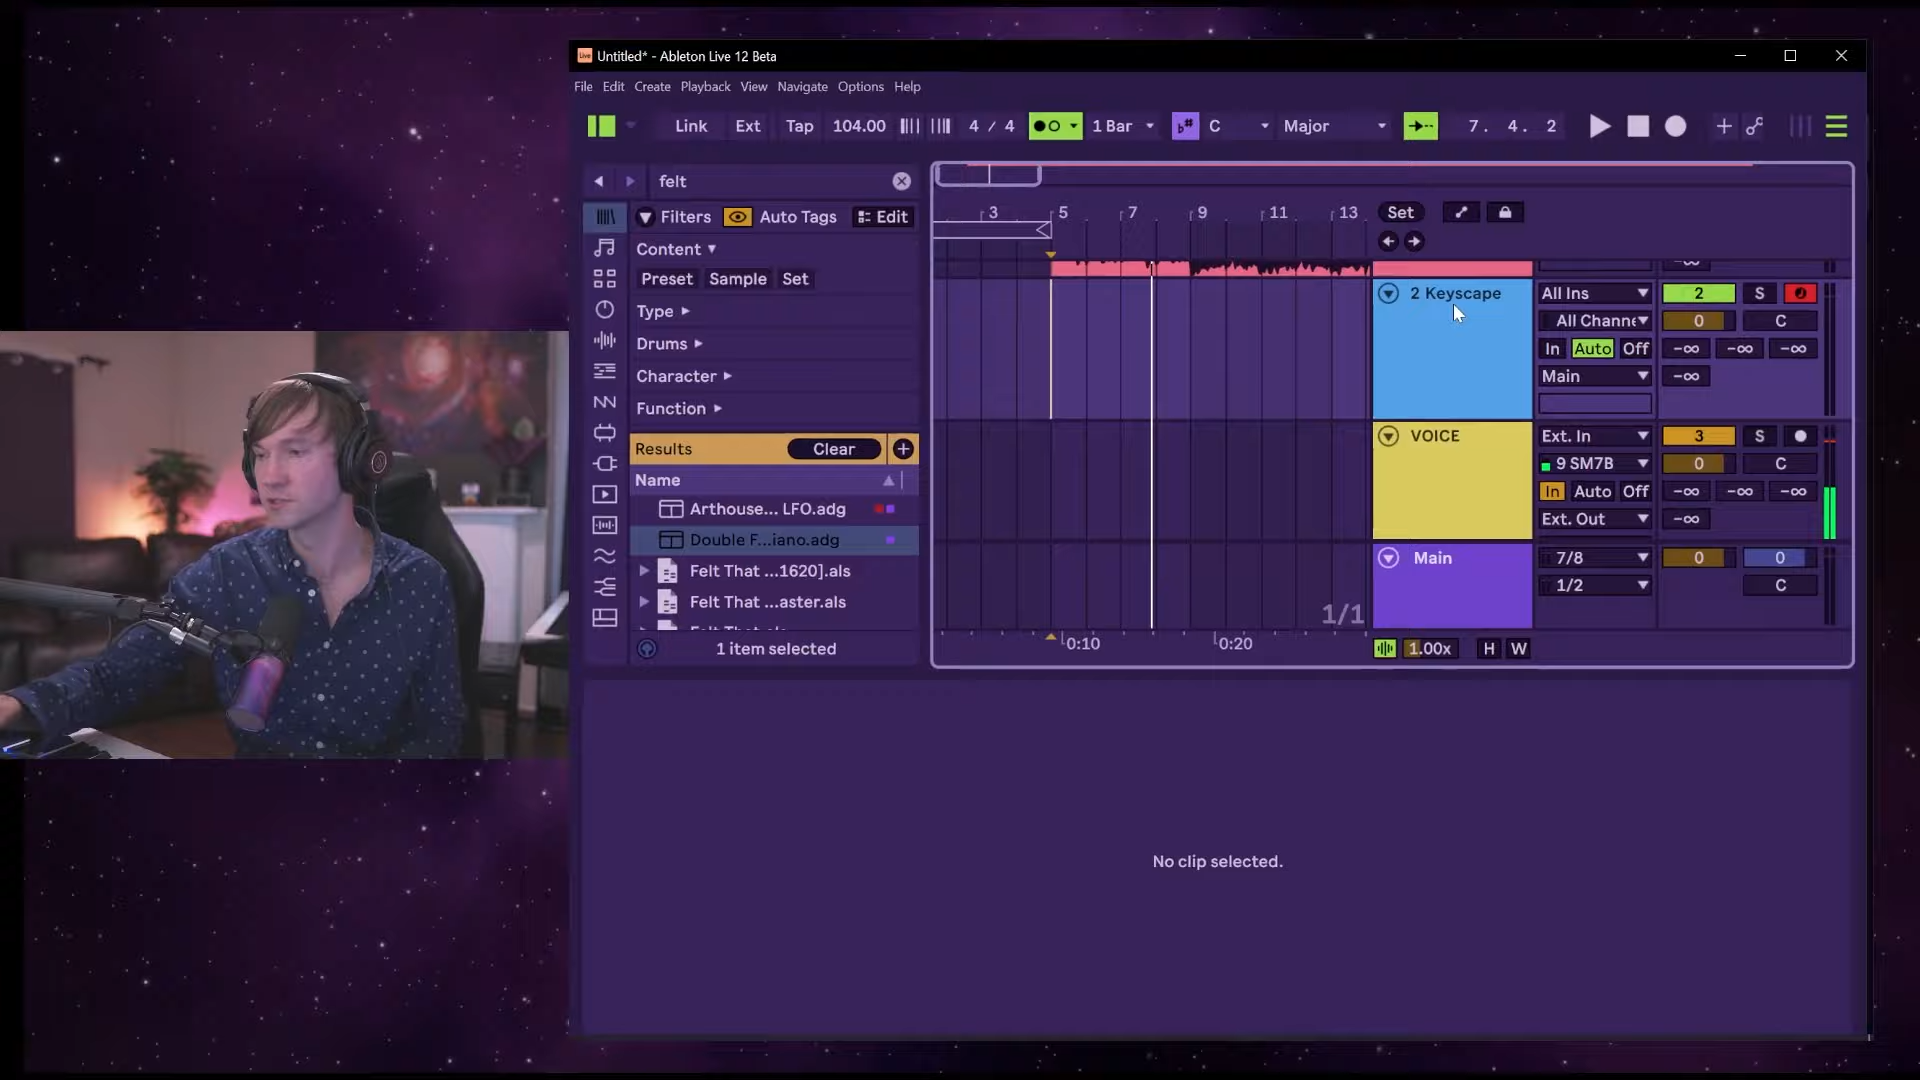 Untitled* - Ableton Live 12 Beta
File Edit Create Playback View Navigate Options Help
Link Ext Tap 104.00 4 / 4 1 Bar C Major 7. 4. 2
felt
Filters Auto Tags Edit
Content
Preset Sample Set
Type
Drums
Character
Function
Results Clear +
Name
Arthouse... LFO.adg
Double F...iano.adg
Felt That ...1620].als
Felt That ...aster.als
1 item selected
3 5 7 9 11 13
Set
2 Keyscape All Ins 2 S
All Channe 0 C
In Auto Off -∞ -∞ -∞
Main -∞
VOICE Ext. In 3 S
9 SM7B 0 C
In Auto Off -∞ -∞ -∞
Ext. Out -∞
Main 7/8 0 0
1/2 C
1/1
0:10 0:20
1.00x H W
No clip selected.